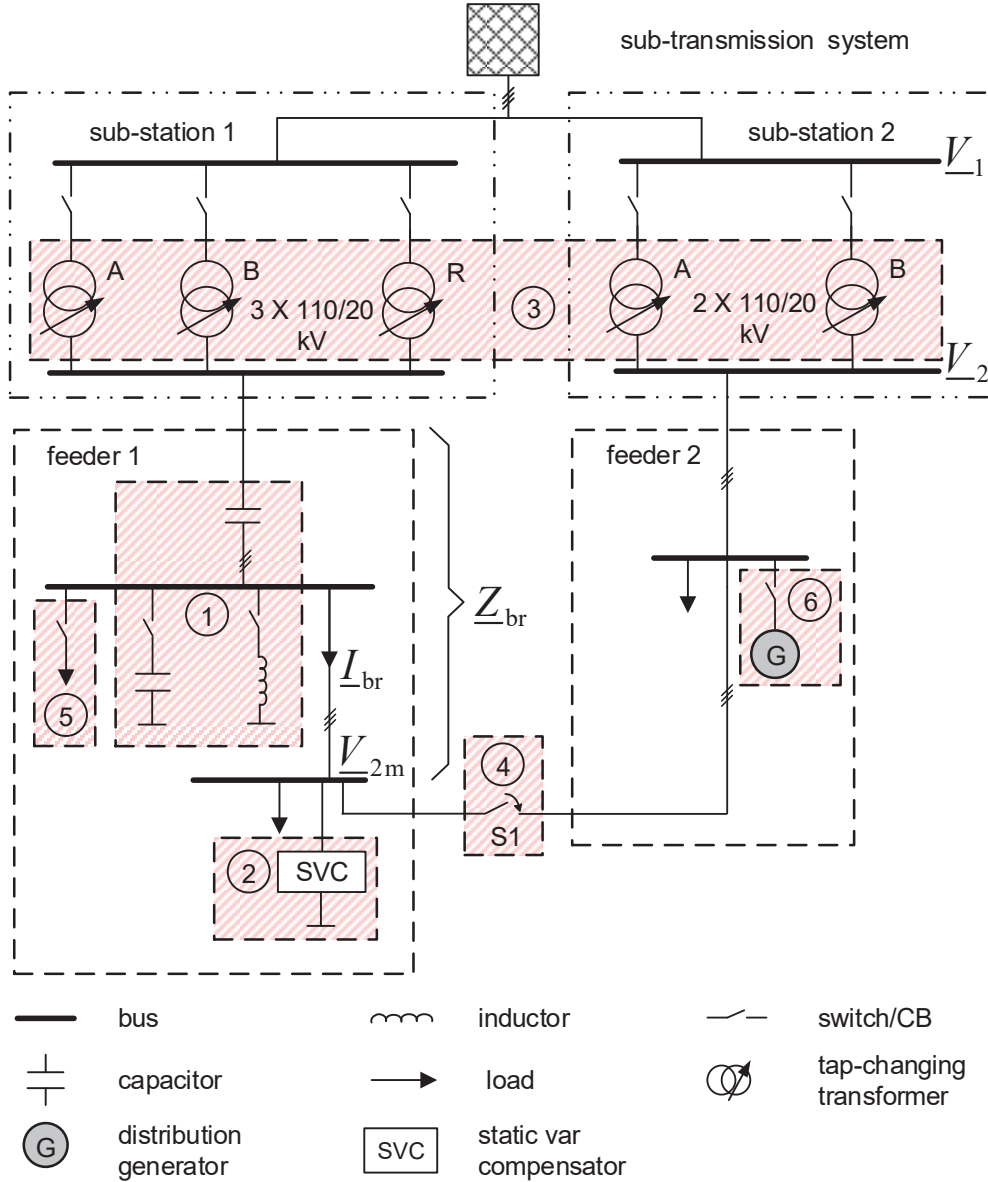 sub-transmission system
sub-station 1
sub-station 2
V1
A
B
R
A
B
3 X 110/20
kV
3
2 X 110/20
kV
V2
feeder 1
feeder 2
Zbr
1
6
G
5
Ibr
V2m
4
S1
2
SVC
bus
inductor
switch/CB
capacitor
load
tap-changing
transformer
G
distribution
generator
SVC
static var
compensator